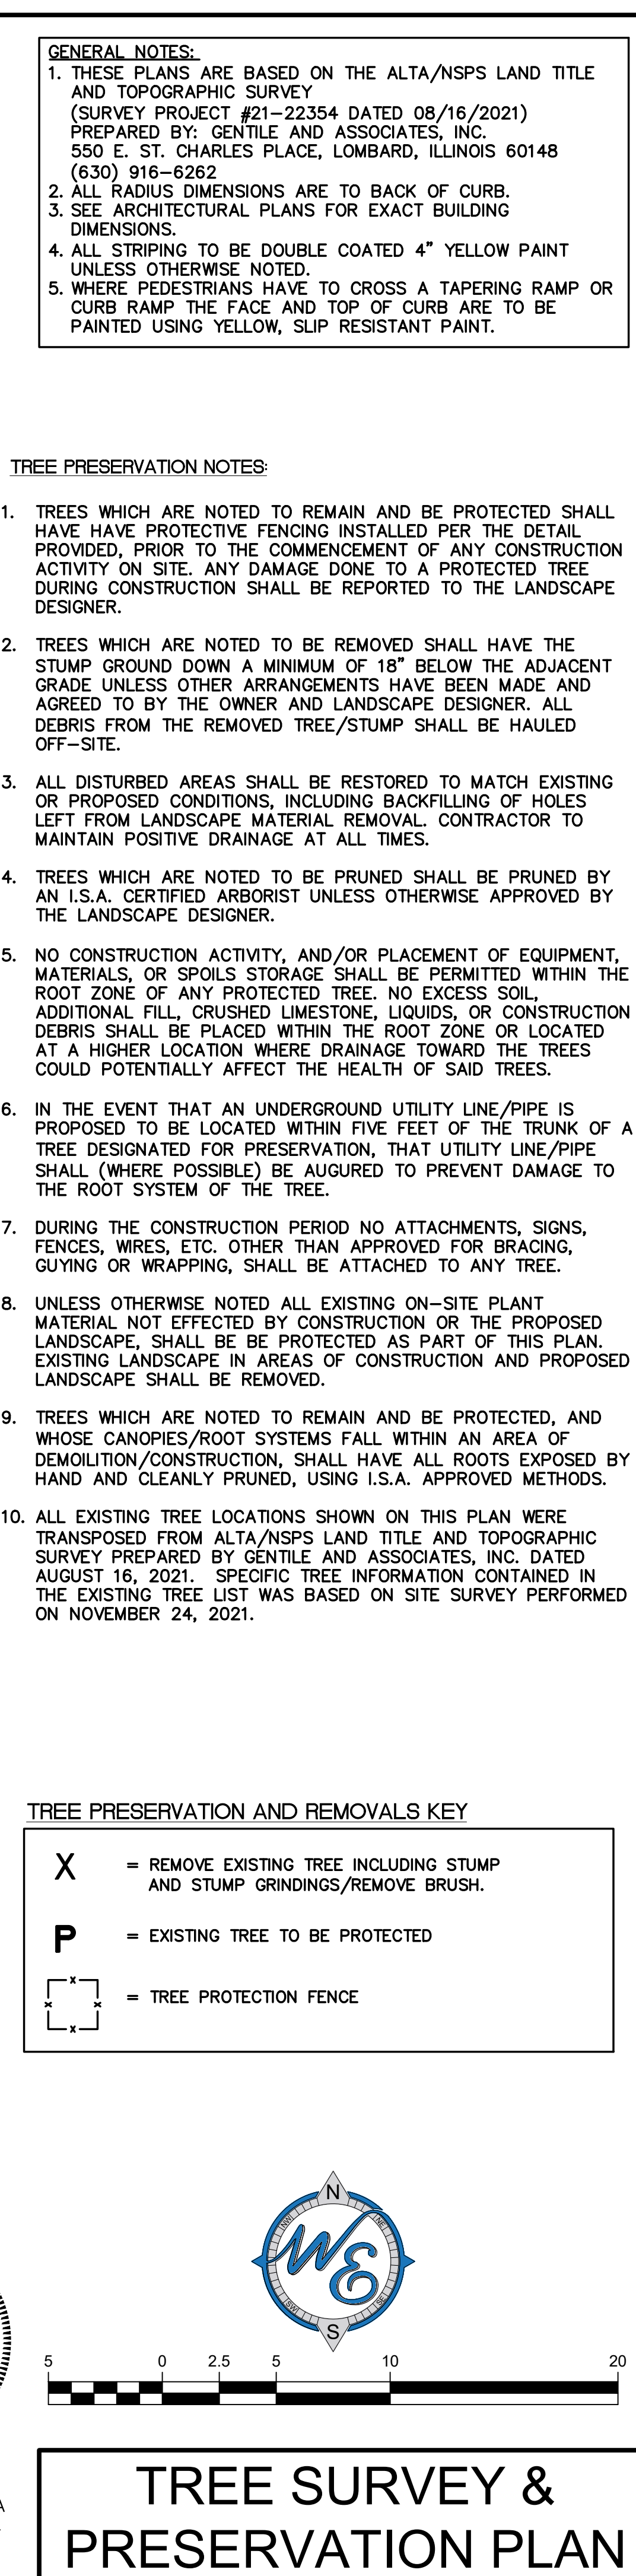 GENERAL NOTES:
1. THESE PLANS ARE BASED ON THE ALTA/NSPS LAND TITLE
AND TOPOGRAPHIC SURVEY
(SURVEY PROJECT #21-22354 DATED 08/16/2021)
PREPARED BY: GENTILE AND ASSOCIATES, INC.
550 E. ST. CHARLES PLACE, LOMBARD, ILLINOIS 60148
(630) 916-6262
2. ALL RADIUS DIMENSIONS ARE TO BACK OF CURB.
3. SEE ARCHITECTURAL PLANS FOR EXACT BUILDING
DIMENSIONS.
4. ALL STRIPING TO BE DOUBLE COATED 4" YELLOW PAINT
UNLESS OTHERWISE NOTED.
5. WHERE PEDESTRIANS HAVE TO CROSS A TAPERING RAMP OR
CURB RAMP THE FACE AND TOP OF CURB ARE TO BE
PAINTED USING YELLOW, SLIP RESISTANT PAINT.
TREE PRESERVATION NOTES:
1. TREES WHICH ARE NOTED TO REMAIN AND BE PROTECTED SHALL
HAVE HAVE PROTECTIVE FENCING INSTALLED PER THE DETAIL
PROVIDED, PRIOR TO THE COMMENCEMENT OF ANY CONSTRUCTION
ACTIVITY ON SITE. ANY DAMAGE DONE TO A PROTECTED TREE
DURING CONSTRUCTION SHALL BE REPORTED TO THE LANDSCAPE
DESIGNER.
2. TREES WHICH ARE NOTED TO BE REMOVED SHALL HAVE THE
STUMP GROUND DOWN A MINIMUM OF 18" BELOW THE ADJACENT
GRADE UNLESS OTHER ARRANGEMENTS HAVE BEEN MADE AND
AGREED TO BY THE OWNER AND LANDSCAPE DESIGNER. ALL
DEBRIS FROM THE REMOVED TREE/STUMP SHALL BE HAULED
OFF-SITE.
3. ALL DISTURBED AREAS SHALL BE RESTORED TO MATCH EXISTING
OR PROPOSED CONDITIONS, INCLUDING BACKFILLING OF HOLES
LEFT FROM LANDSCAPE MATERIAL REMOVAL. CONTRACTOR TO
MAINTAIN POSITIVE DRAINAGE AT ALL TIMES.
4. TREES WHICH ARE NOTED TO BE PRUNED SHALL BE PRUNED BY
AN I.S.A. CERTIFIED ARBORIST UNLESS OTHERWISE APPROVED BY
THE LANDSCAPE DESIGNER.
5. NO CONSTRUCTION ACTIVITY, AND/OR PLACEMENT OF EQUIPMENT,
MATERIALS, OR SPOILS STORAGE SHALL BE PERMITTED WITHIN THE
ROOT ZONE OF ANY PROTECTED TREE. NO EXCESS SOIL,
ADDITIONAL FILL, CRUSHED LIMESTONE, LIQUIDS, OR CONSTRUCTION
DEBRIS SHALL BE PLACED WITHIN THE ROOT ZONE OR LOCATED
AT A HIGHER LOCATION WHERE DRAINAGE TOWARD THE TREES
COULD POTENTIALLY AFFECT THE HEALTH OF SAID TREES.
6. IN THE EVENT THAT AN UNDERGROUND UTILITY LINE/PIPE IS
PROPOSED TO BE LOCATED WITHIN FIVE FEET OF THE TRUNK OF A
TREE DESIGNATED FOR PRESERVATION, THAT UTILITY LINE/PIPE
SHALL (WHERE POSSIBLE) BE AUGURED TO PREVENT DAMAGE TO
THE ROOT SYSTEM OF THE TREE.
7. DURING THE CONSTRUCTION PERIOD NO ATTACHMENTS, SIGNS,
FENCES, WIRES, ETC. OTHER THAN APPROVED FOR BRACING,
GUYING OR WRAPPING, SHALL BE ATTACHED TO ANY TREE.
8. UNLESS OTHERWISE NOTED ALL EXISTING ON-SITE PLANT
MATERIAL NOT EFFECTED BY CONSTRUCTION OR THE PROPOSED
LANDSCAPE, SHALL BE BE PROTECTED AS PART OF THIS PLAN.
EXISTING LANDSCAPE IN AREAS OF CONSTRUCTION AND PROPOSED
LANDSCAPE SHALL BE REMOVED.
9. TREES WHICH ARE NOTED TO REMAIN AND BE PROTECTED, AND
WHOSE CANOPIES/ROOT SYSTEMS FALL WITHIN AN AREA OF
DEMOILITION/CONSTRUCTION, SHALL HAVE ALL ROOTS EXPOSED BY
HAND AND CLEANLY PRUNED, USING I.S.A. APPROVED METHODS.
10. ALL EXISTING TREE LOCATIONS SHOWN ON THIS PLAN WERE
TRANSPOSED FROM ALTA/NSPS LAND TITLE AND TOPOGRAPHIC
SURVEY PREPARED BY GENTILE AND ASSOCIATES, INC. DATED
AUGUST 16, 2021. SPECIFIC TREE INFORMATION CONTAINED IN
THE EXISTING TREE LIST WAS BASED ON SITE SURVEY PERFORMED
ON NOVEMBER 24, 2021.
TREE PRESERVATION AND REMOVALS KEY
X = REMOVE EXISTING TREE INCLUDING STUMP
AND STUMP GRINDINGS/REMOVE BRUSH.
P = EXISTING TREE TO BE PROTECTED
= TREE PROTECTION FENCE
N
NW NE
WE
SW SE
S
5 0 2.5 5 10 20
A
TREE SURVEY &
PRESERVATION PLAN